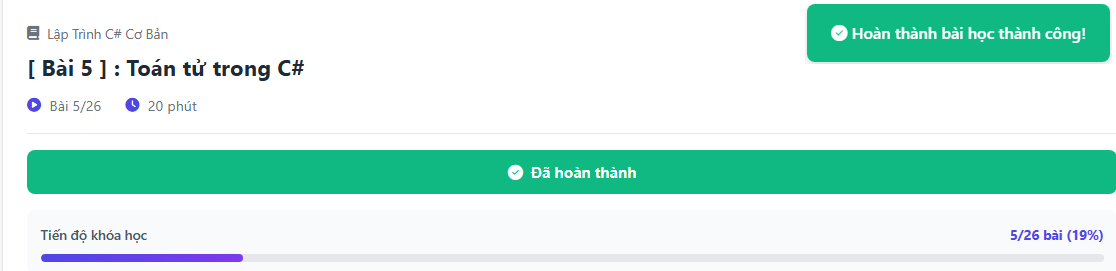 Lập Trình C# Cơ Bản
Hoàn thành bài học thành công!
[ Bài 5 ] : Toán tử trong C#
Bài 5/26 20 phút
Đã hoàn thành
Tiến độ khóa học 5/26 bài (19%)